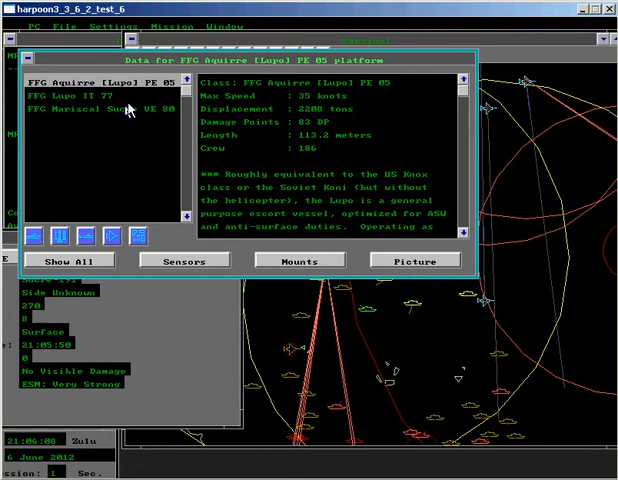 harpoon3_3_6_2_test_6
PC File Settings Mission Window
Tactical
Data for FFG Aquirre [Lupo] PE 05 platform
FFG Aquirre [Lupo] PE 05
FFG Lupo IT 77
FFG Mariscal Sucre VE 80
Class: FFG Aquirre [Lupo] PE 05
Max Speed : 35 knots
Displacement : 2208 tons
Damage Points : 83 DP
Length : 113.2 meters
Crew : 186
*** Roughly equivalent to the US Knox
class or the Soviet Koni (but without
the helicopter), the Lupo is a general
purpose escort vessel, optimized for ASW
and anti-surface duties. Operating as
Show All
Sensors
Mounts
Picture
Side Unknown
270
8
Surface
21:05:50
0
No Visible Damage
ESM: Very Strong
21:06:08 Zulu
6 June 2012
ssion: 1 Sec.